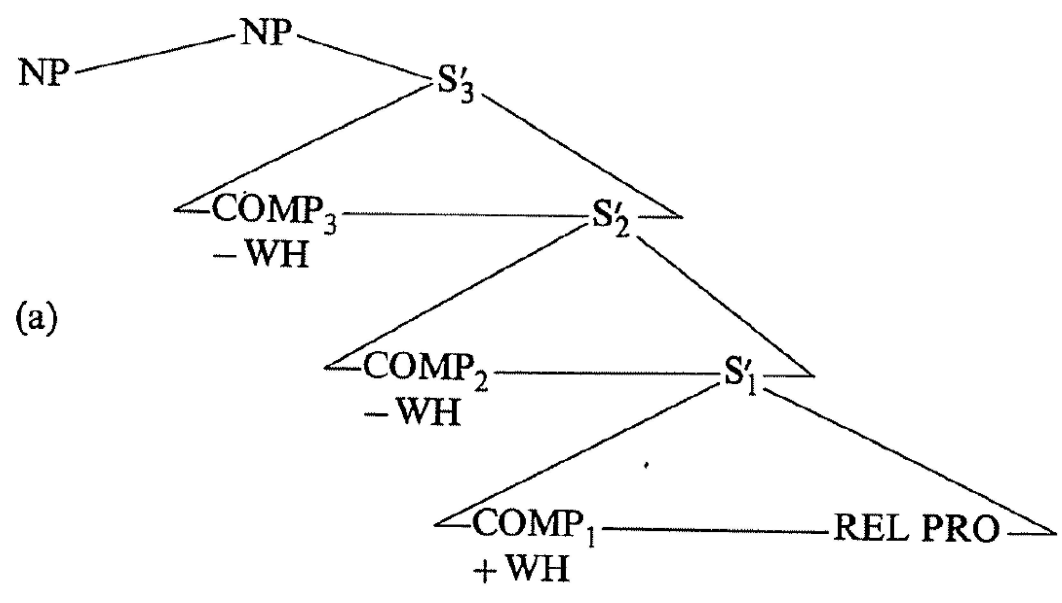 NP
NP
S′₃
COMP₃ S′₂
– WH
(a)
COMP₂ S′₁
– WH
COMP₁ REL PRO
+ WH